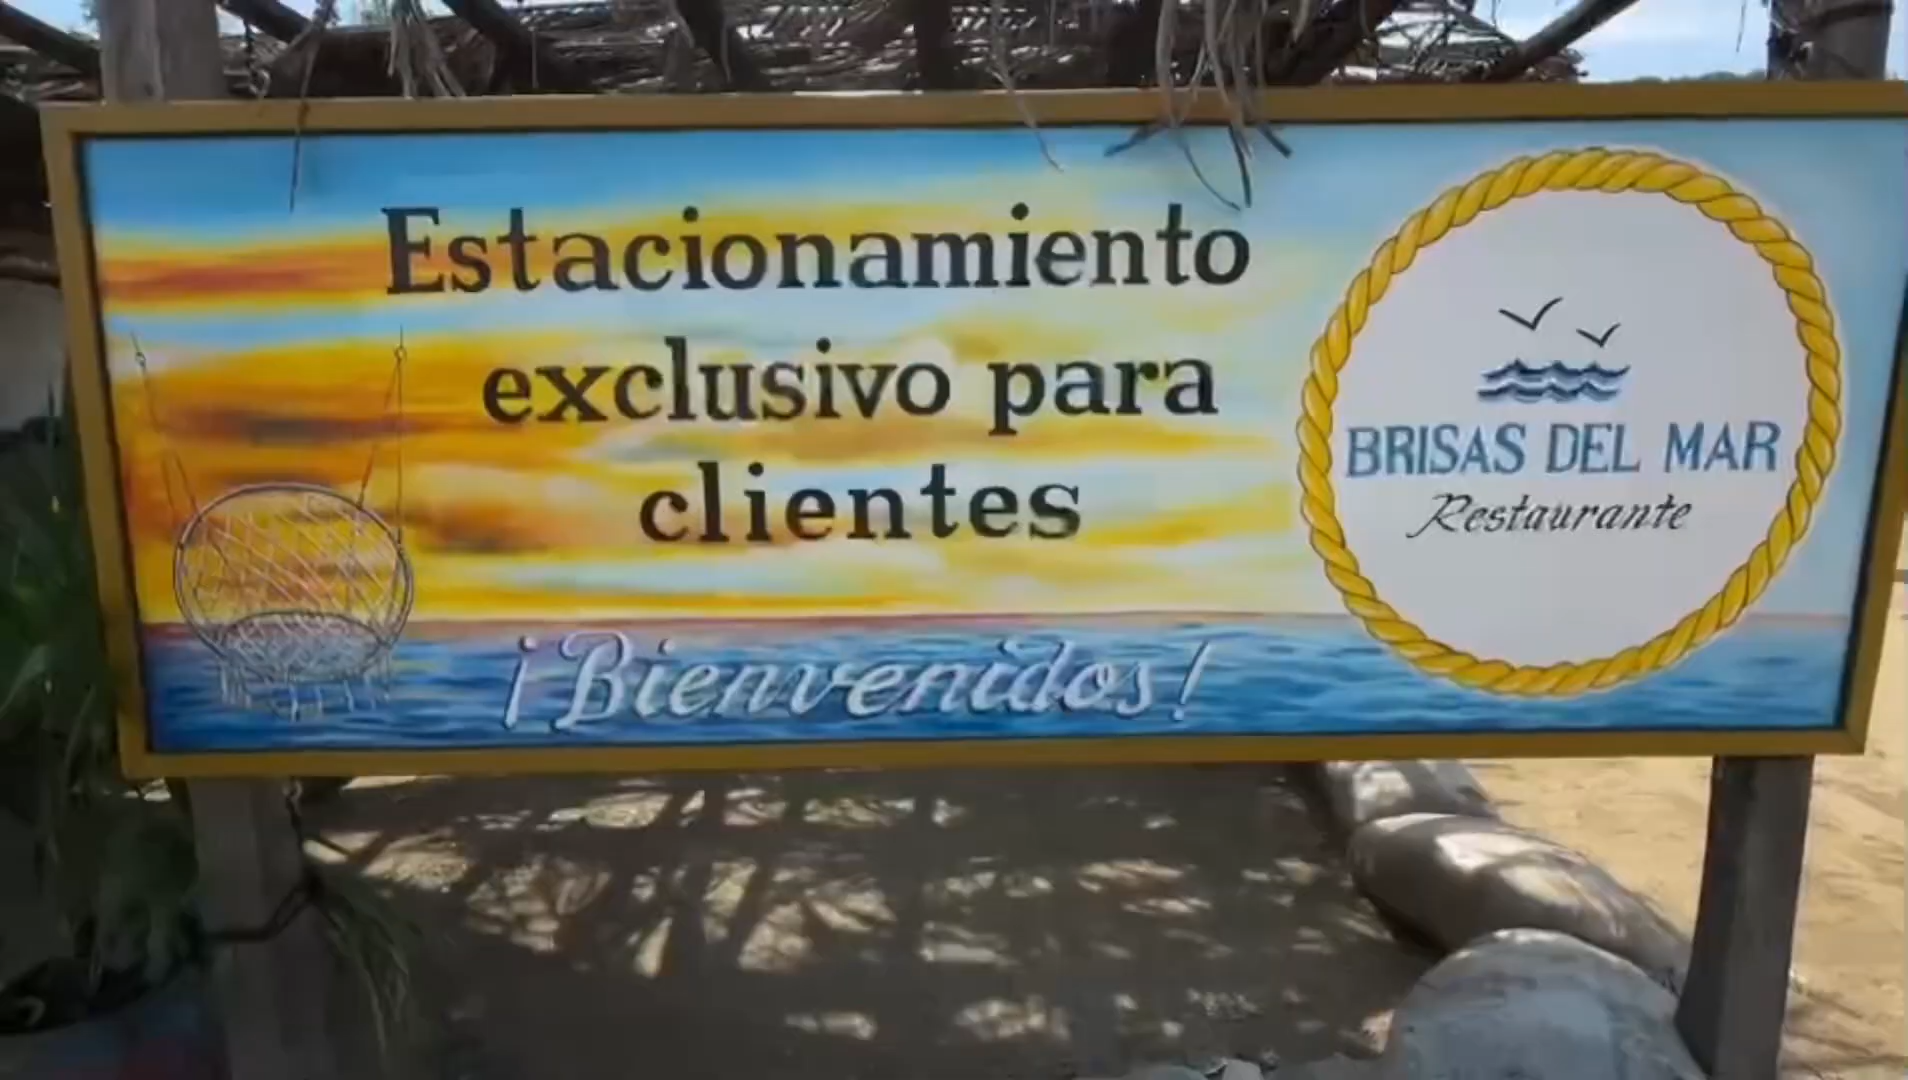 Estacionamiento
exclusivo para
clientes
¡Bienvenidos!
BRISAS DEL MAR
Restaurante